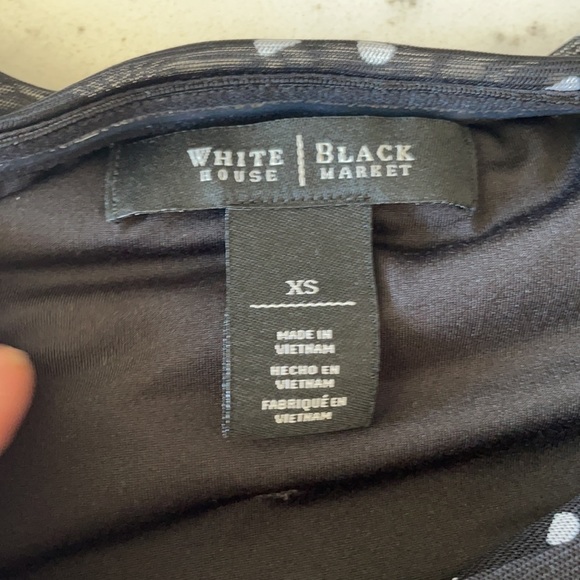 WHITE | BLACK
HOUSE | MARKET
XS
MADE IN
VIETNAM
HECHO EN
VIETNAM
FABRIQUÉ EN
VIETNAM